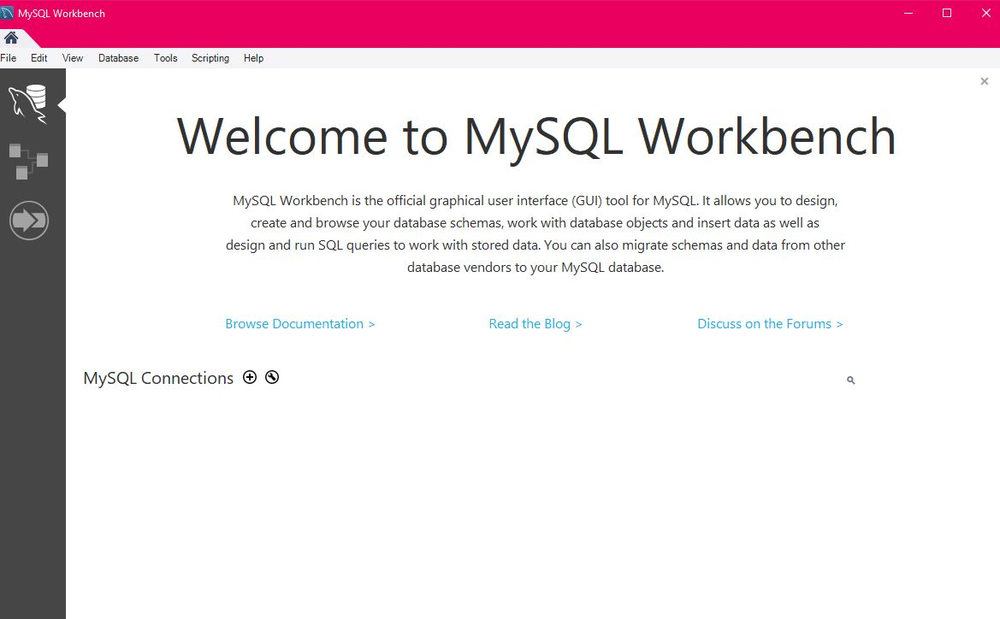 MySQL Workbench
File Edit View Database Tools Scripting Help
Welcome to MySQL Workbench
MySQL Workbench is the official graphical user interface (GUI) tool for MySQL. It allows you to design,
create and browse your database schemas, work with database objects and insert data as well as
design and run SQL queries to work with stored data. You can also migrate schemas and data from other
database vendors to your MySQL database.
Browse Documentation > Read the Blog > Discuss on the Forums >
MySQL Connections